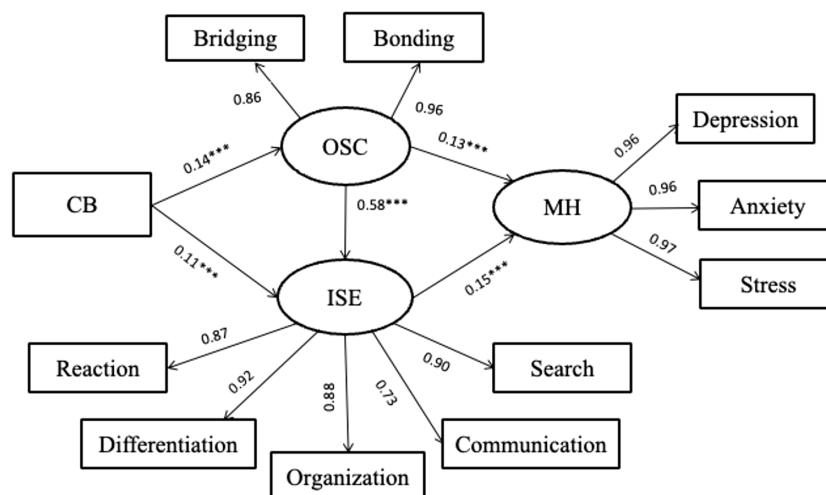 Bridging
Bonding
0.86
0.96
Depression
OSC
0.14***
0.13***
0.96
CB
0.58***
MH
0.96
Anxiety
0.11***
0.15***
0.97
ISE
Stress
0.87
Reaction
0.92
0.88
0.73
0.90
Search
Differentiation
Communication
Organization